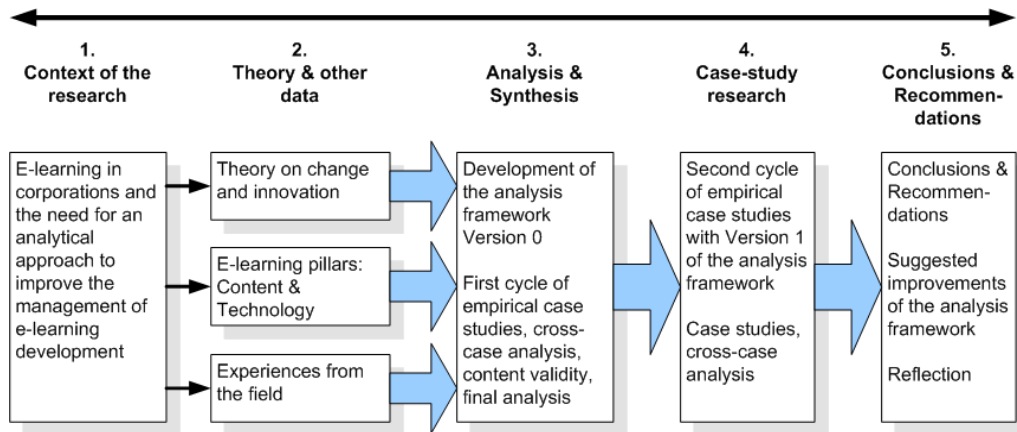 1.
Context of the
research
2.
Theory & other
data
3.
Analysis &
Synthesis
4.
Case-study
research
5.
Conclusions &
Recommen-
dations
E-learning in
corporations and
the need for an
analytical
approach to
improve the
management of
e-learning
development
Theory on change
and innovation
E-learning pillars:
Content &
Technology
Experiences from
the field
Development of
the analysis
framework
Version 0
First cycle of
empirical case
studies, cross-
case analysis,
content validity,
final analysis
Second cycle
of empirical
case studies
with Version 1
of the analysis
framework
Case studies,
cross-case
analysis
Conclusions &
Recommen-
dations
Suggested
improvements
of the analysis
framework
Reflection